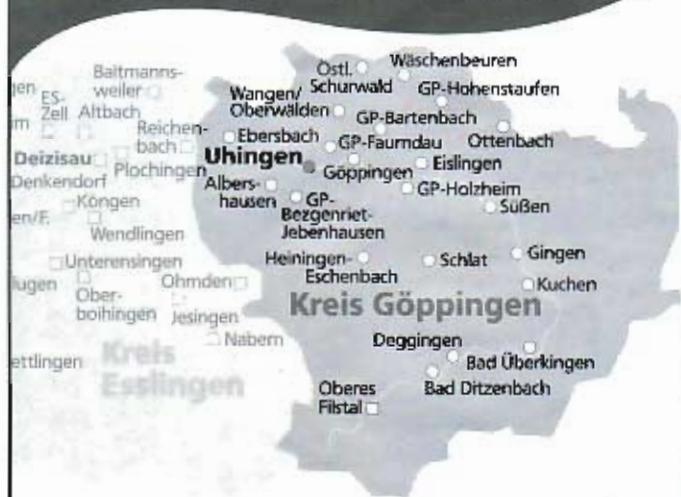 Baltmanns-
weiler
ES-
Zell
Altbach
Reichen-
bach
Deizisau
Plochingen
Denkendorf
Köngen
en/F.
Wendlingen
Unterensingen
Ober-
boihingen
Ohmden
Jesingen
Nabern
ettlingen
Kreis
Esslingen
Östl.
Schurwald
Wäschenbeuren
Wangen/
Oberwälden
GP-Hohenstaufen
GP-Bartenbach
Ebersbach
GP-Faurndau
Ottenbach
Uhingen
Göppingen
Eislingen
Albers-
hausen
GP-
Bezgenriet-
Jebenhausen
GP-Holzheim
Süßen
Heiningen-
Eschenbach
Schlat
Gingen
Kuchen
Kreis Göppingen
Deggingen
Bad Überkingen
Bad Ditzenbach
Oberes
Filstal